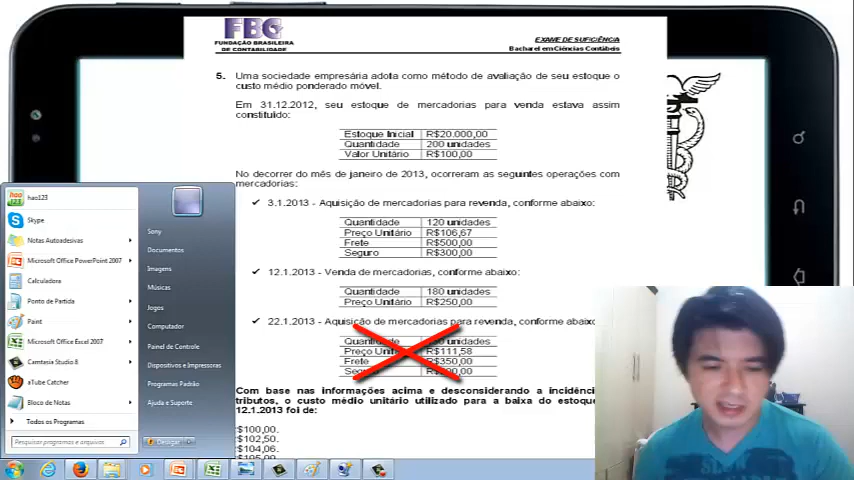 FBC
FUNDAÇÃO BRASILEIRA
DE CONTABILIDADE
EXAME DE SUFICIÊNCIA
Bacharel em Ciências Contábeis
5. Uma sociedade empresária adota como método de avaliação de seu estoque o
custo médio ponderado móvel.
Em 31.12.2012, seu estoque de mercadorias para venda estava assim
constituído:
Estoque Inicial R$20.000,00
Quantidade 200 unidades
Valor Unitário R$100,00
No decorrer do mês de janeiro de 2013, ocorreram as seguintes operações com
mercadorias:
✓ 3.1.2013 - Aquisição de mercadorias para revenda, conforme abaixo:
Quantidade 120 unidades
Preço Unitário R$106,67
Frete R$500,00
Seguro R$300,00
✓ 12.1.2013 - Venda de mercadorias, conforme abaixo:
Quantidade 180 unidades
Preço Unitário R$250,00
✓ 22.1.2013 - Aquisição de mercadorias para revenda, conforme abaixo
Quantidade unidades
Preço R$111,58
Frete R$350,00
Com base nas informações acima e desconsiderando a
tributos, o custo médio unitário utilizado para a baixa do estoque
12.1.2013 foi de:
$100,00.
$102,50.
$104,06.
$105,00.
hao123
hao123
Skype
Notas Autoadesivas
Microsoft Office PowerPoint 2007
Calculadora
Ponto de Partida
Paint
Microsoft Office Excel 2007
Camtasia Studio 8
aTube Catcher
Bloco de Notas
Todos os Programas
Pesquisar programas e arquivos
Sony
Documentos
Imagens
Músicas
Jogos
Computador
Painel de Controle
Dispositivos e Impressoras
Programas Padrão
Ajuda e Suporte
Desligar